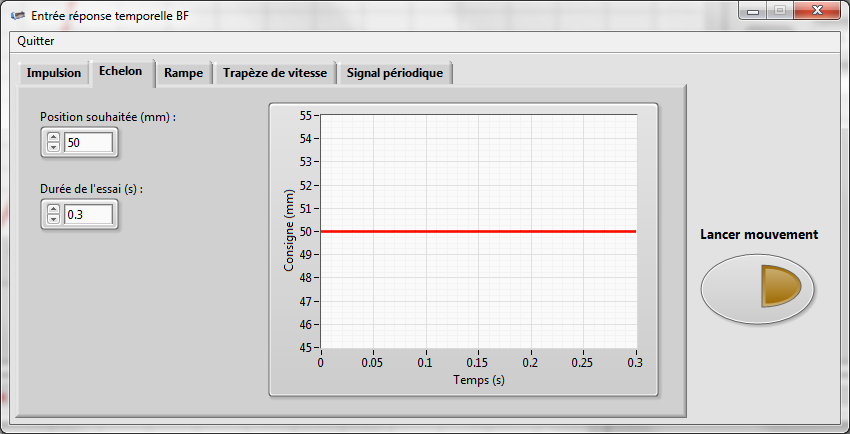 Entrée réponse temporelle BF
Quitter
Impulsion Echelon Rampe Trapèze de vitesse Signal périodique
Position souhaitée (mm) :
50
Durée de l'essai (s) :
0.3
55
54
53
52
51
50
49
48
47
46
45
Consigne (mm)
0 0.05 0.1 0.15 0.2 0.25 0.3
Temps (s)
Lancer mouvement